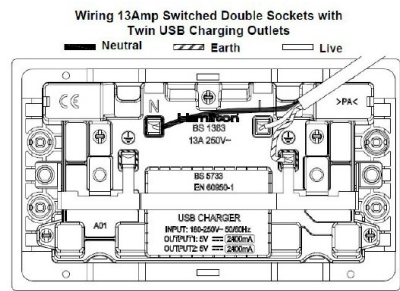 Wiring 13Amp Switched Double Sockets with
Twin USB Charging Outlets
Neutral Earth Live
CE N L >PA<
Hamilton
BS 1363
13A 250V~
BS 5733
EN 60950-1
A01
USB CHARGER
INPUT: 160-250V~ 50/60Hz
OUTPUT1: 5V 2400mA
OUTPUT2: 5V 2400mA